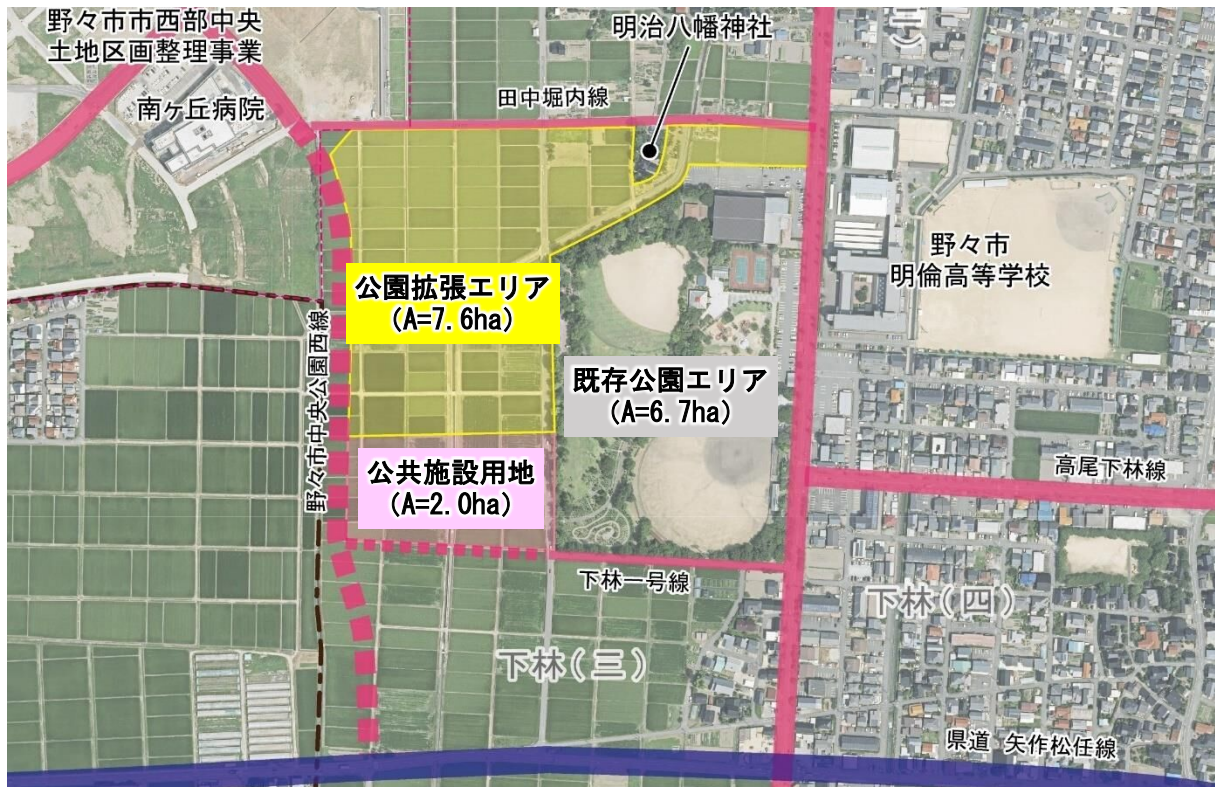 野々市市西部中央
土地区画整理事業
明治八幡神社
(二)
南ヶ丘病院
田中堀内線
野々市
明倫高等学校
公園拡張エリア
(A=7.6ha)
野々市中央公園西線
既存公園エリア
(A=6.7ha)
公共施設用地
(A=2.0ha)
高尾下林線
下林一号線
下林(四)
下林(三)
県道 矢作松任線